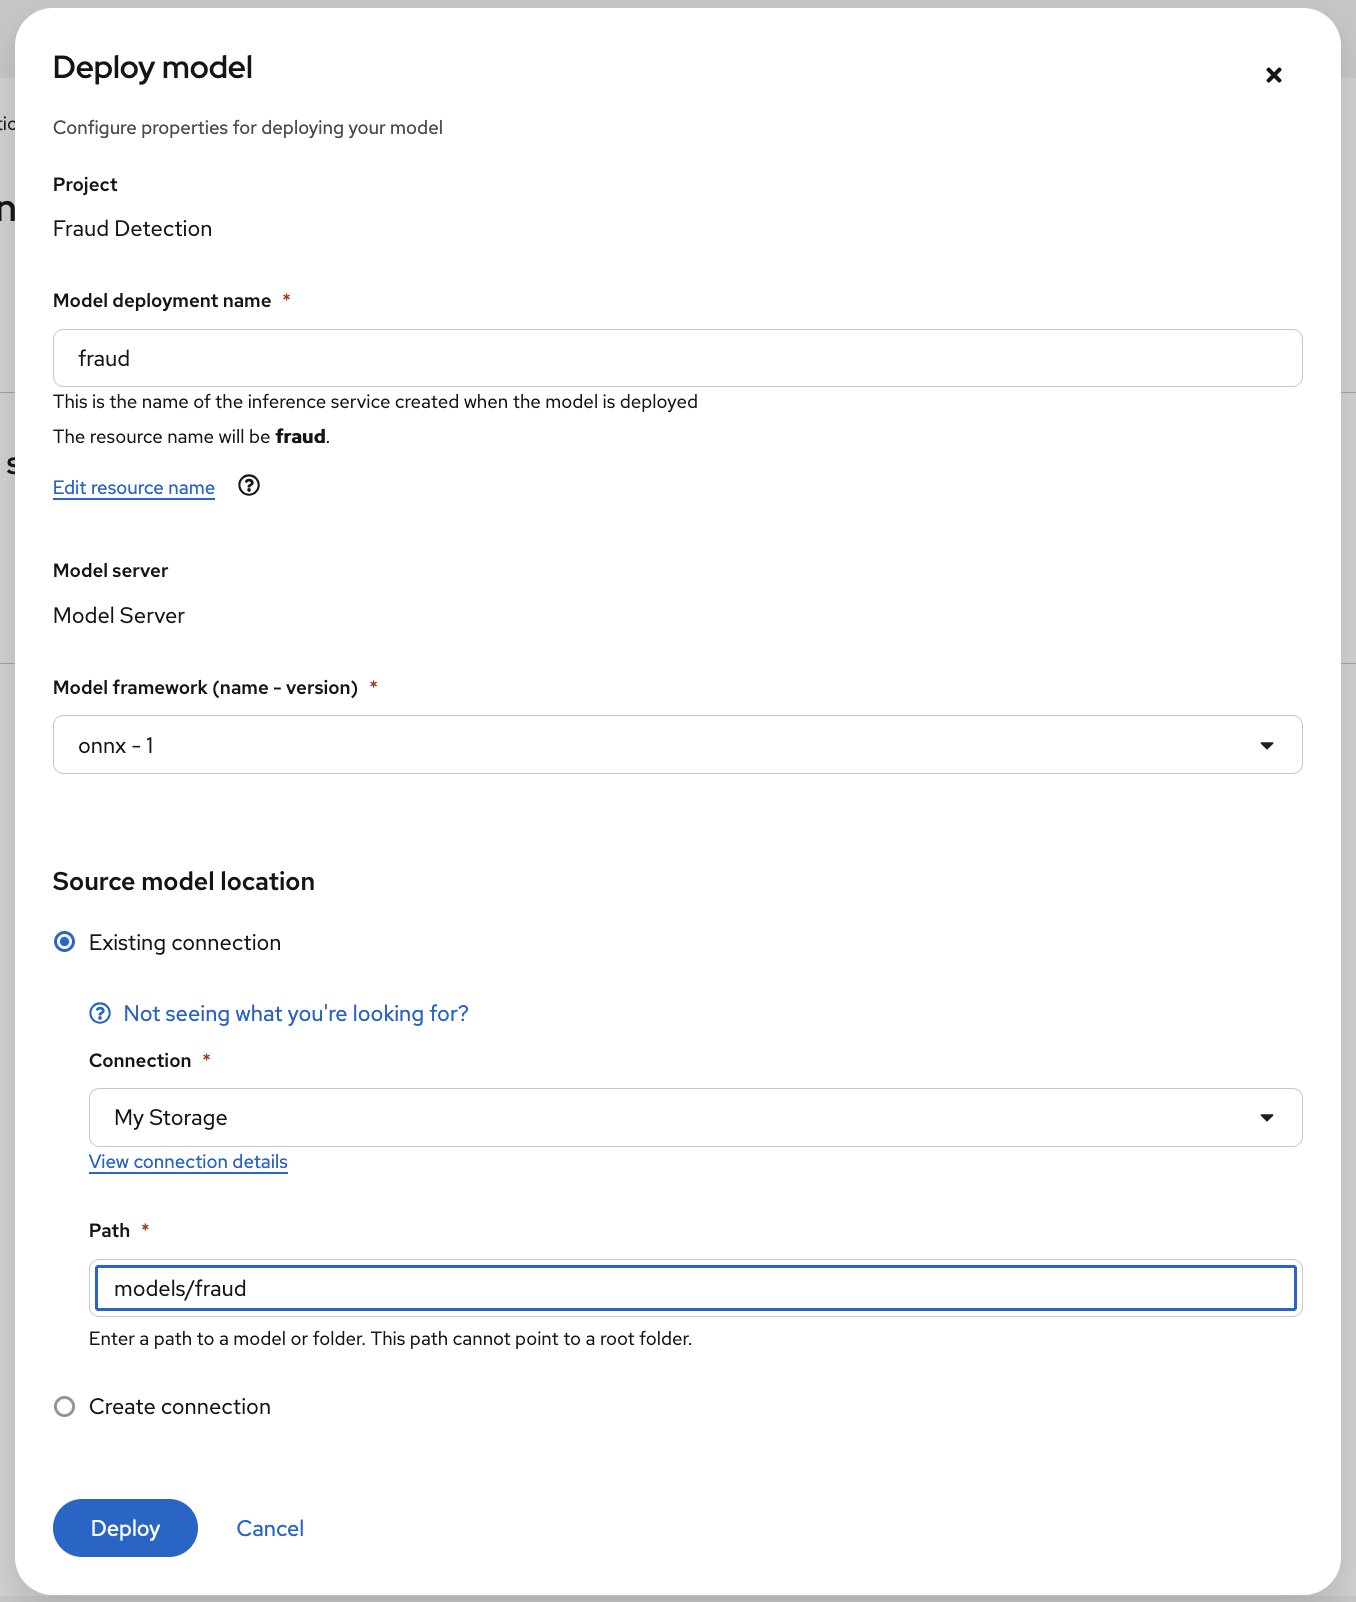 Deploy model
Configure properties for deploying your model
tic
Project
n
Fraud Detection
Model deployment name *
fraud
This is the name of the inference service created when the model is deployed
The resource name will be fraud.
s
Edit resource name
Model server
Model Server
Model framework (name - version) *
onnx - 1
Source model location
Existing connection
Not seeing what you're looking for?
Connection *
My Storage
View connection details
Path *
models/fraud
Enter a path to a model or folder. This path cannot point to a root folder.
Create connection
Deploy Cancel